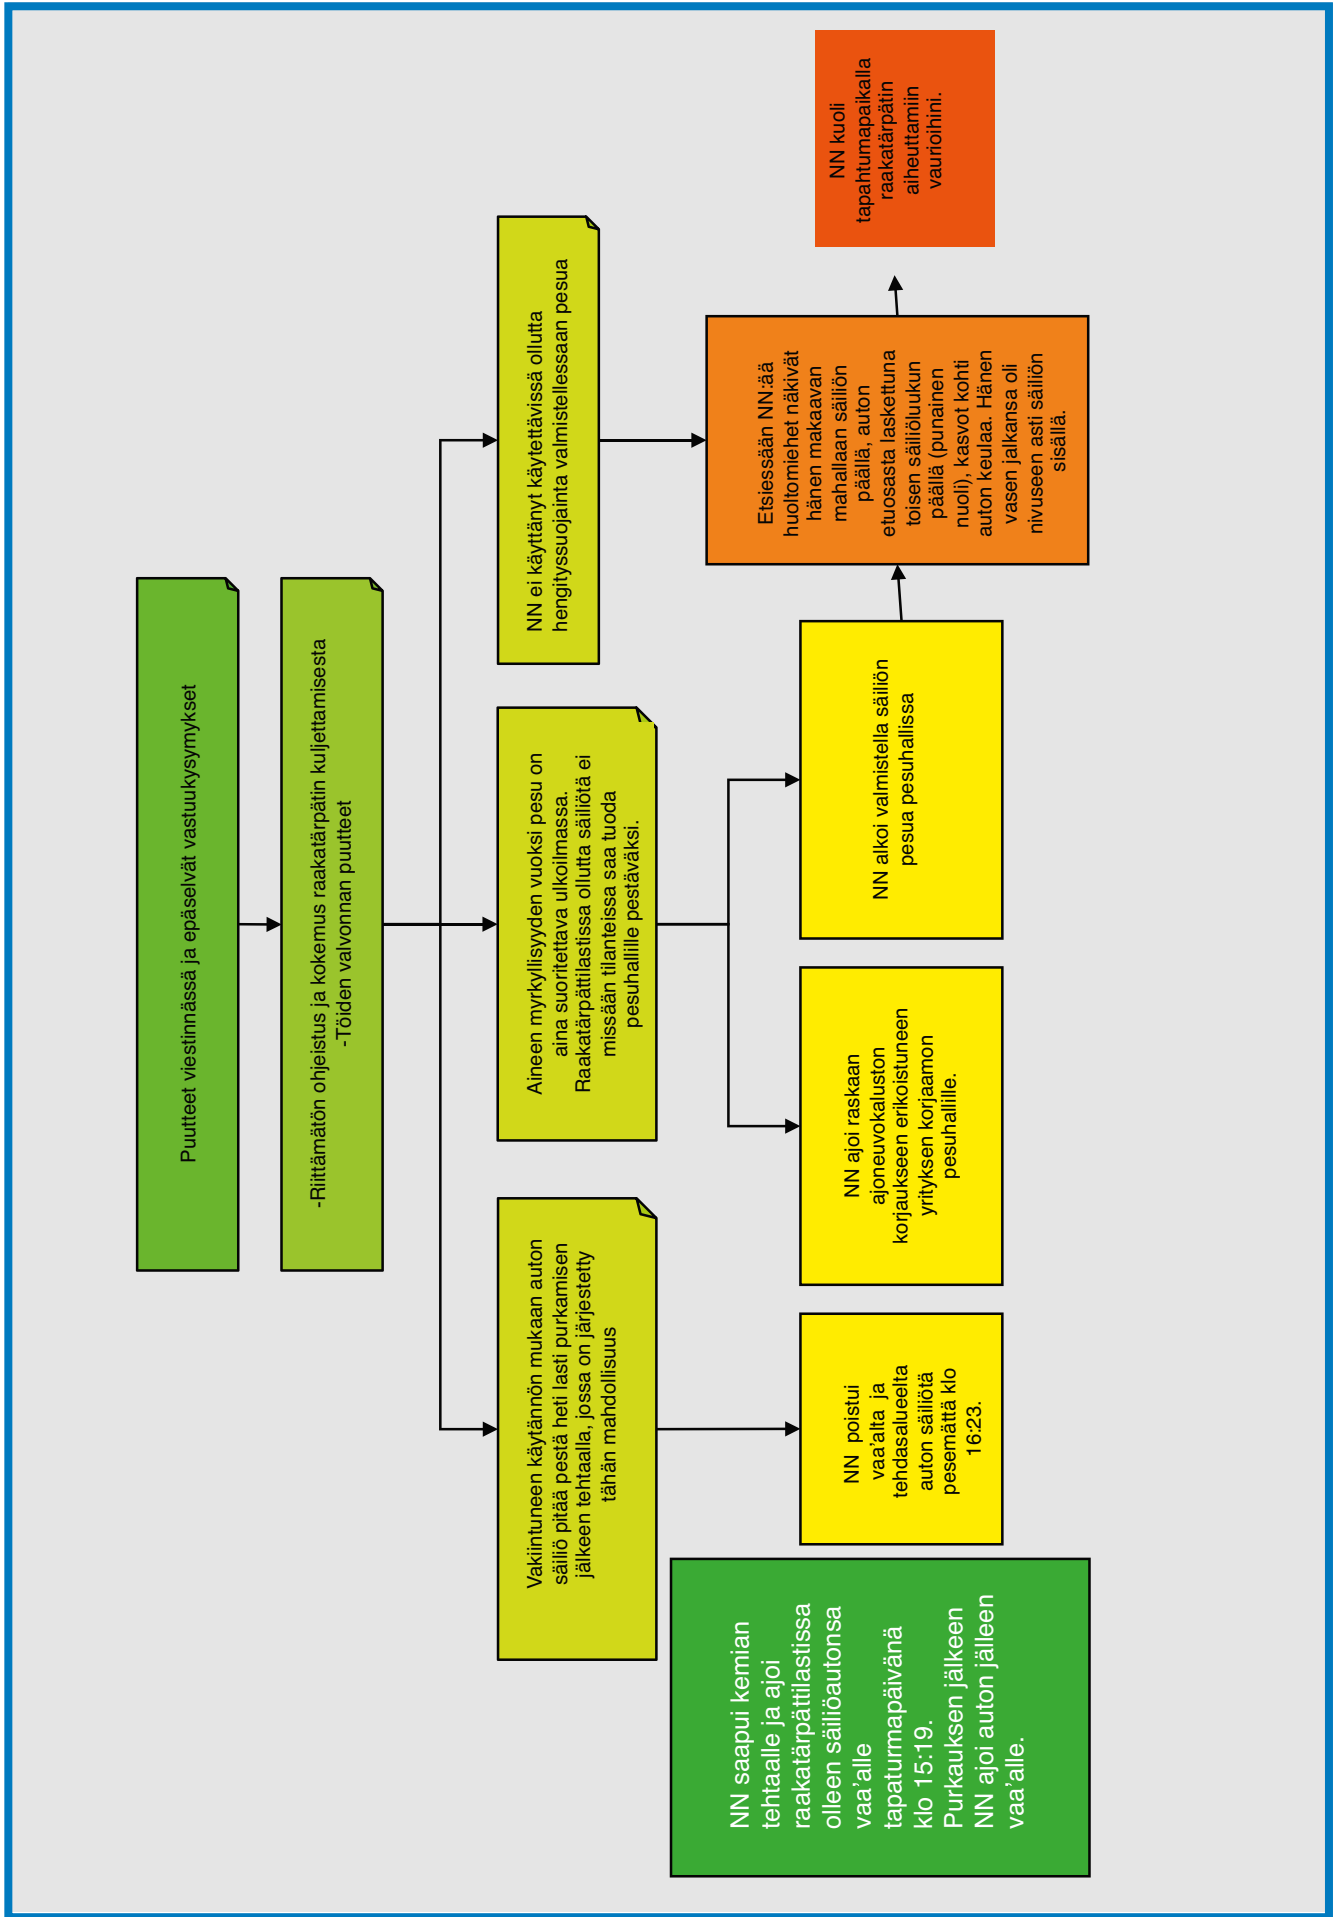 Puutteet viestinnässä ja epäselvät vastuukysymykset
-Riittämätön ohjeistus ja kokemus raakatärpätin kuljettamisesta
-Töiden valvonnan puutteet
Vakiintuneen käytännön mukaan auton
säiliö pitää pestä heti lasti purkamisen
jälkeen tehtaalla, jossa on järjestetty
tähän mahdollisuus
Aineen myrkyllisyyden vuoksi pesu on
aina suoritettava ulkoilmassa.
Raakatärpättilastissa ollutta säiliötä ei
missään tilanteissa saa tuoda
pesuhallille pestäväksi.
NN ei käyttänyt käytettävissä ollutta
hengityssuojainta valmistellessaan pesua
NN saapui kemian
tehtaalle ja ajoi
raakatärpättilastissa
olleen säiliöautonsa
vaa’alle
tapaturmapäivänä
klo 15:19.
Purkauksen jälkeen
NN ajoi auton jälleen
vaa’alle.
NN poistui
vaa’alta ja
tehdasalueelta
auton säiliötä
pesemättä klo
16:23.
NN ajoi raskaan
ajoneuvokaluston
korjaukseen erikoistuneen
yrityksen korjaamon
pesuhallille.
NN alkoi valmistella säiliön
pesua pesuhallissa
Etsiessään NN:ää
huoltomiehet näkivät
hänen makaavan
mahallaan säiliön
päällä, auton
etuosasta laskettuna
toisen säiliöluukun
päällä (punainen
nuoli), kasvot kohti
auton keulaa. Hänen
vasen jalkansa oli
nivuseen asti säiliön
sisällä.
NN kuoli
tapahtumapaikalla
raakatärpätin
aiheuttamiin
vaurioihini.